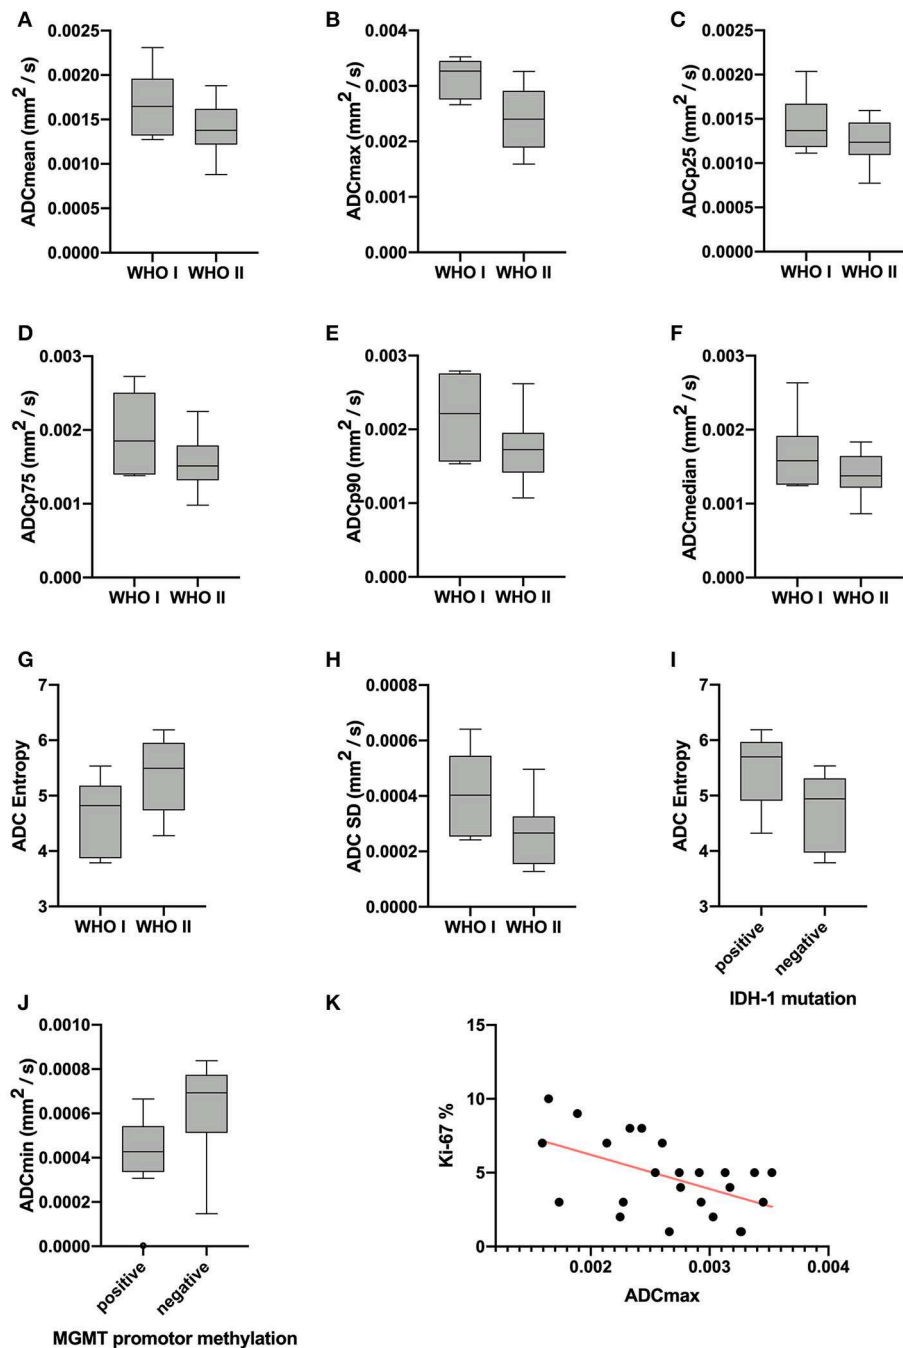 A
ADCmean (mm2 / s)
0.0025
0.0020
0.0015
0.0010
0.0005
0.0000
WHO I WHO II
B
ADCmax (mm2 / s)
0.004
0.003
0.002
0.001
0.000
WHO I WHO II
C
ADCp25 (mm2 / s)
0.0025
0.0020
0.0015
0.0010
0.0005
0.0000
WHO I WHO II
D
ADCp75 (mm2 / s)
0.003
0.002
0.001
0.000
WHO I WHO II
E
ADCp90 (mm2 / s)
0.003
0.002
0.001
0.000
WHO I WHO II
F
ADCmedian (mm2 / s)
0.003
0.002
0.001
0.000
WHO I WHO II
G
ADC Entropy
7
6
5
4
3
WHO I WHO II
H
ADC SD (mm2 / s)
0.0008
0.0006
0.0004
0.0002
0.0000
WHO I WHO II
I
ADC Entropy
7
6
5
4
3
positive negative
IDH-1 mutation
J
ADCmin (mm2 / s)
0.0010
0.0008
0.0006
0.0004
0.0002
0.0000
positive negative
MGMT promotor methylation
K
Ki-67 %
15
10
5
0
0.002 0.003 0.004
ADCmax